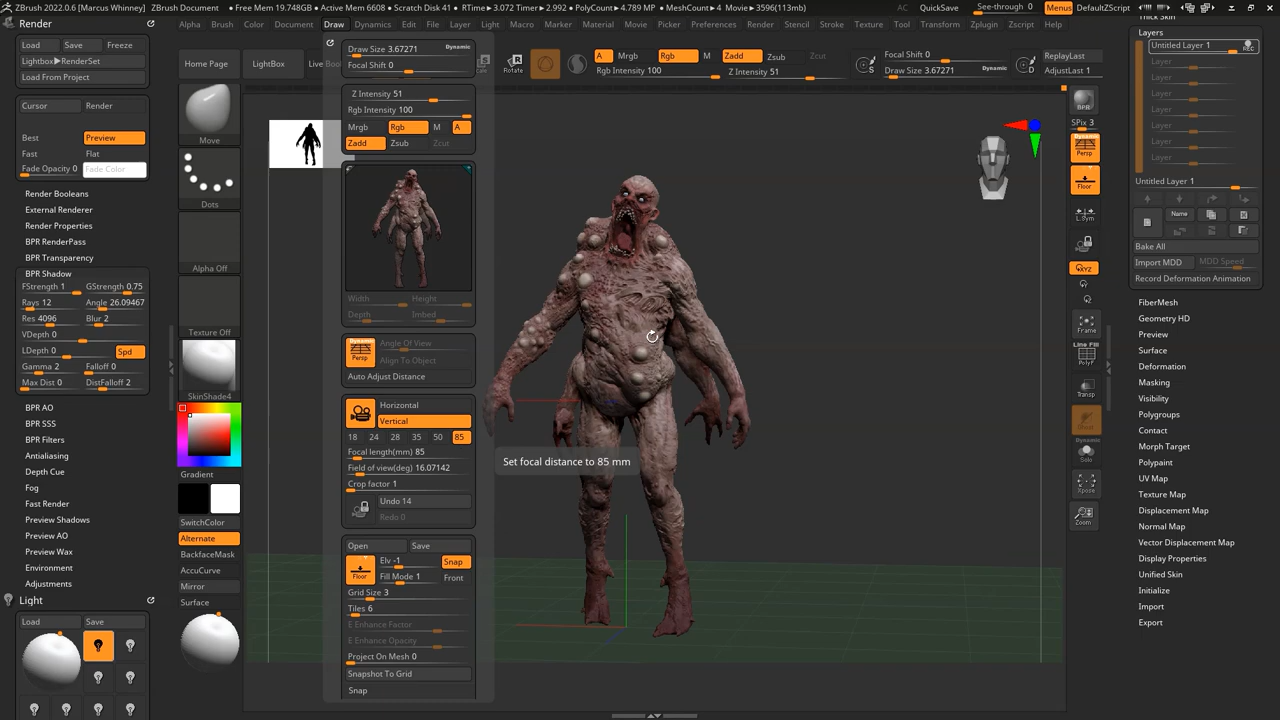 ZBrush 2022.0.6 [Marcus Whinney]
ZBrush Document
● Free Mem 19.748GB ● Active Mem 6608 ● Scratch Disk 41 ● RTime▸3.072 Timer▸2.992 ● PolyCount▸4.789 MP ● MeshCount▸4 Movie▸3596(113mb)
AC
QuickSave
See-through 0
Menus
DefaultZScript
Render
Alpha
Brush
Color
Document
Draw
Dynamics
Edit
File
Layer
Light
Macro
Marker
Material
Movie
Picker
Preferences
Render
Stencil
Stroke
Texture
Tool
Transform
Zplugin
Zscript
Help
Load
Save
Freeze
Lightbox▸RenderSet
Load From Project
Cursor
Render
Best
Preview
Fast
Flat
Fade Opacity 0
Fade Color
Render Booleans
External Renderer
Render Properties
BPR RenderPass
BPR Transparency
BPR Shadow
FStrength 1
GStrength 0.75
Rays 12
Angle 26.09467
Res 4096
Blur 2
VDepth 0
LDepth 0
Spd
Gamma 2
Falloff 0
Max Dist 0
DistFalloff 2
BPR AO
BPR SSS
BPR Filters
Antialiasing
Depth Cue
Fog
Fast Render
Preview Shadows
Preview AO
Preview Wax
Environment
Adjustments
Light
Load
Save
Home Page
LightBox
Move
Dots
Alpha Off
Texture Off
SkinShade4
Gradient
SwitchColor
Alternate
BackfaceMask
AccuCurve
Mirror
Surface
Draw Size 3.67271
Dynamic
Focal Shift 0
Z Intensity 51
Rgb Intensity 100
Mrgb
Rgb
M
A
Zadd
Zsub
Zcut
Width
Height
Depth
Imbed
Dynamic
Persp
Angle Of View
Align To Object
Auto Adjust Distance
Horizontal
Vertical
18
24
28
35
50
85
Focal length(mm) 85
Field of view(deg) 16.07142
Crop factor 1
Undo 14
Redo 0
Open
Save
Floor
Elv -1
Snap
Fill Mode 1
Front
Grid Size 3
Tiles 6
E Enhance Factor
E Enhance Opacity
Project On Mesh 0
Snapshot To Grid
Snap
Rotate
A
Mrgb
Rgb
M
Zadd
Zsub
Zcut
Rgb Intensity 100
Z Intensity 51
S
Focal Shift 0
Draw Size 3.67271
Dynamic
D
ReplayLast
AdjustLast 1
Set focal distance to 85 mm
BPR
SPix 3
Persp
Floor
L.Sym
XYZ
Frame
Line Fill
PolyF
Transp
Dynamic
Solo
Xpose
Zoom
Thick Skin
Layers
Untitled Layer 1
REC
Layer
Layer
Layer
Layer
Layer
Layer
Layer
Untitled Layer 1
Name
Bake All
Import MDD
MDD Speed
Record Deformation Animation
FiberMesh
Geometry HD
Preview
Surface
Deformation
Masking
Visibility
Polygroups
Contact
Morph Target
Polypaint
UV Map
Texture Map
Displacement Map
Normal Map
Vector Displacement Map
Display Properties
Unified Skin
Initialize
Import
Export